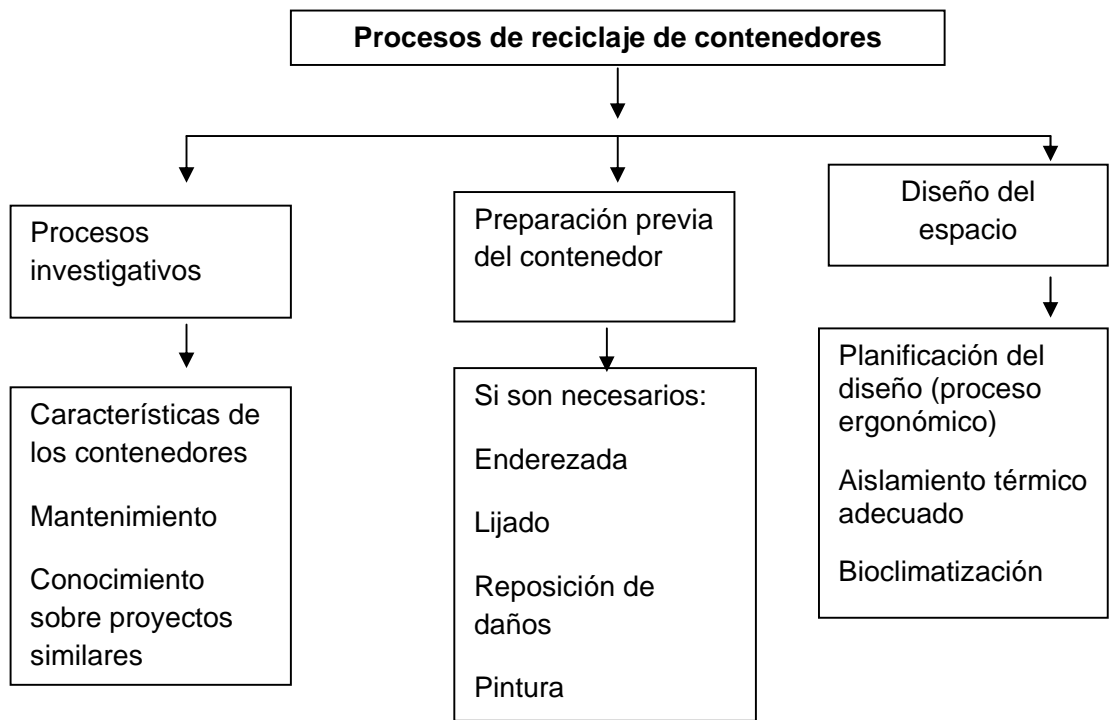 Procesos de reciclaje de contenedores
Procesos
investigativos
Preparación previa
del contenedor
Diseño del
espacio
Características de
los contenedores
Mantenimiento
Conocimiento
sobre proyectos
similares
Si son necesarios:
Enderezada
Lijado
Reposición de
daños
Pintura
Planificación del
diseño (proceso
ergonómico)
Aislamiento térmico
adecuado
Bioclimatización